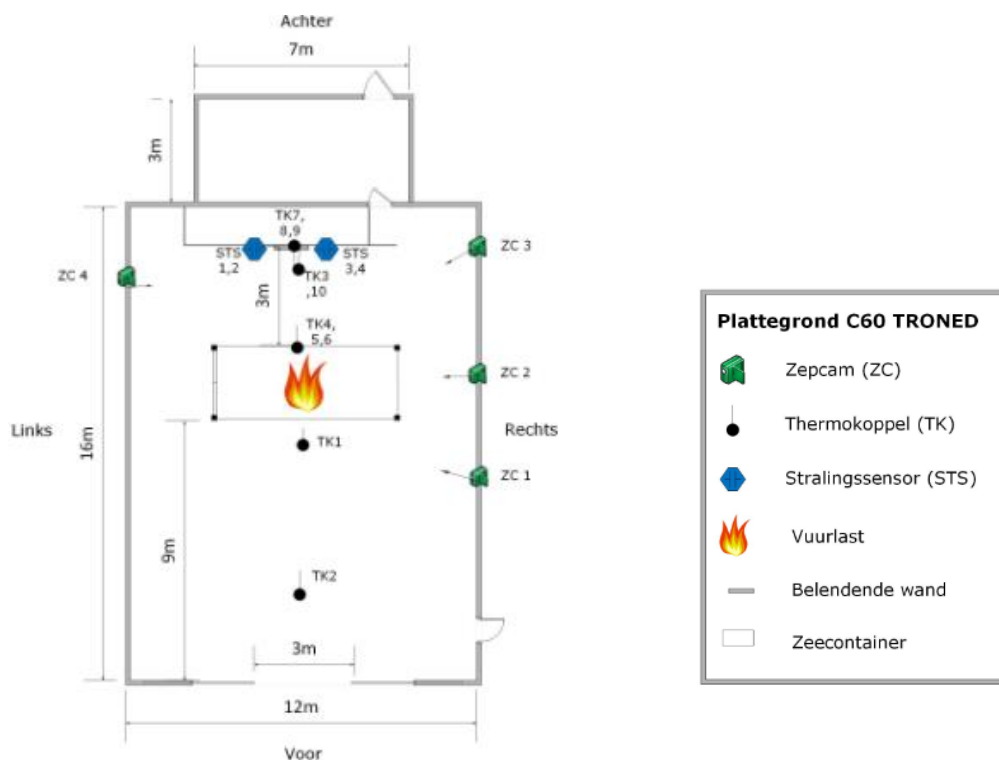 Achter
7m
3m
TK7,
8,9
STS
1,2
STS
3,4
ZC 3
ZC 4
TK3
,10
3m
TK4,
5,6
ZC 2
Links
16m
Rechts
TK1
ZC 1
9m
TK2
3m
12m
Voor
Plattegrond C60 TRONED
Zepcam (ZC)
Thermokoppel (TK)
Stralingssensor (STS)
Vuurlast
Belendende wand
Zeecontainer